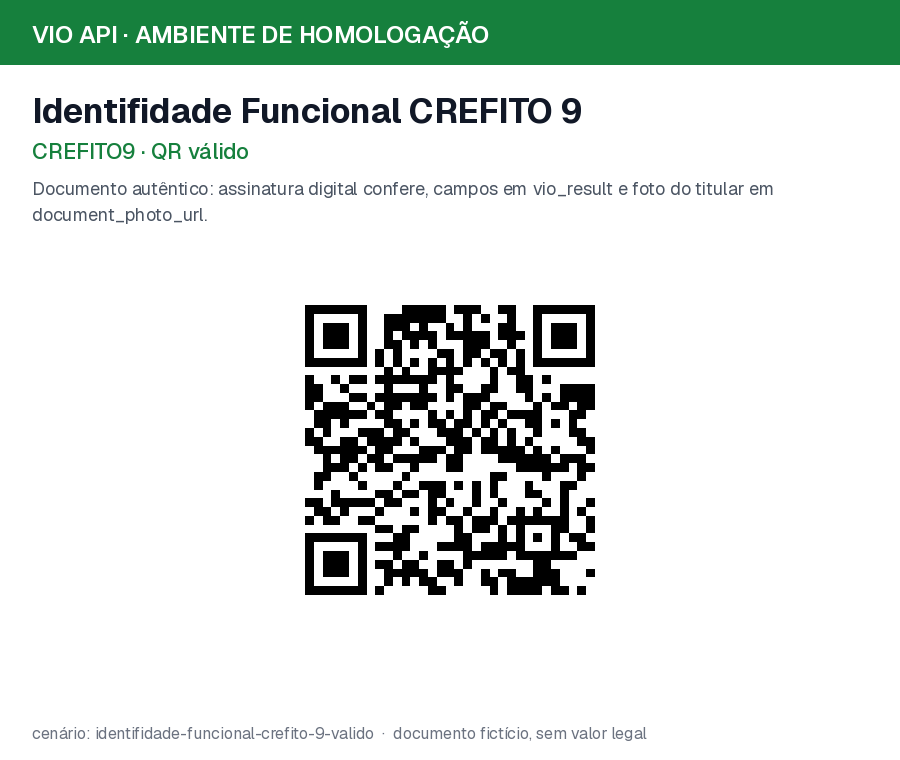 VIO API · AMBIENTE DE HOMOLOGAÇÃO
Identifidade Funcional CREFITO 9
CREFITO9 · QR válido
Documento autêntico: assinatura digital confere, campos em vio_result e foto do titular em
document_photo_url.
cenário: identifidade-funcional-crefito-9-valido · documento fictício, sem valor legal